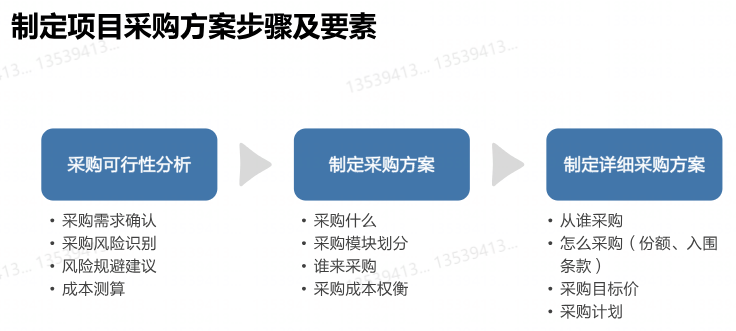 制定项目采购方案步骤及要素
13539413... 13539413...
采购可行性分析
制定采购方案
制定详细采购方案
• 采购需求确认
• 采购风险识别
• 风险规避建议
• 成本测算
• 采购什么
• 采购模块划分
• 谁来采购
• 采购成本权衡
• 从谁采购
• 怎么采购（份额、入围
条款）
• 采购目标价
• 采购计划
13539413... 13539413...